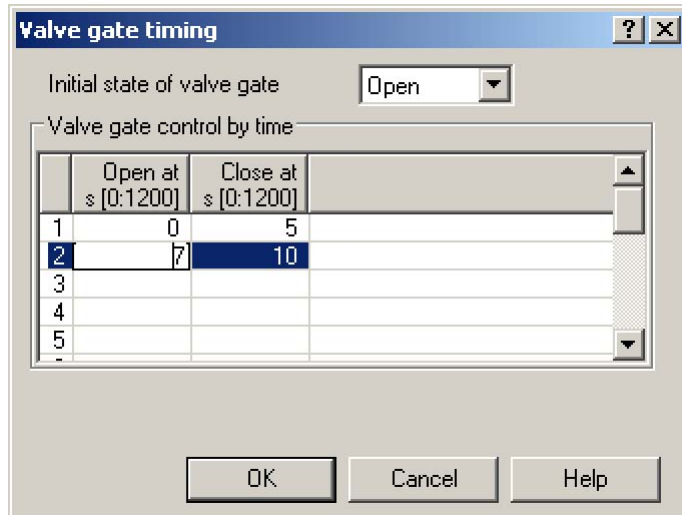 Valve gate timing
Initial state of valve gate Open
Valve gate control by time
Open at Close at
s [0:1200] s [0:1200]
1 0 5
2 7 10
3
4
5
OK Cancel Help